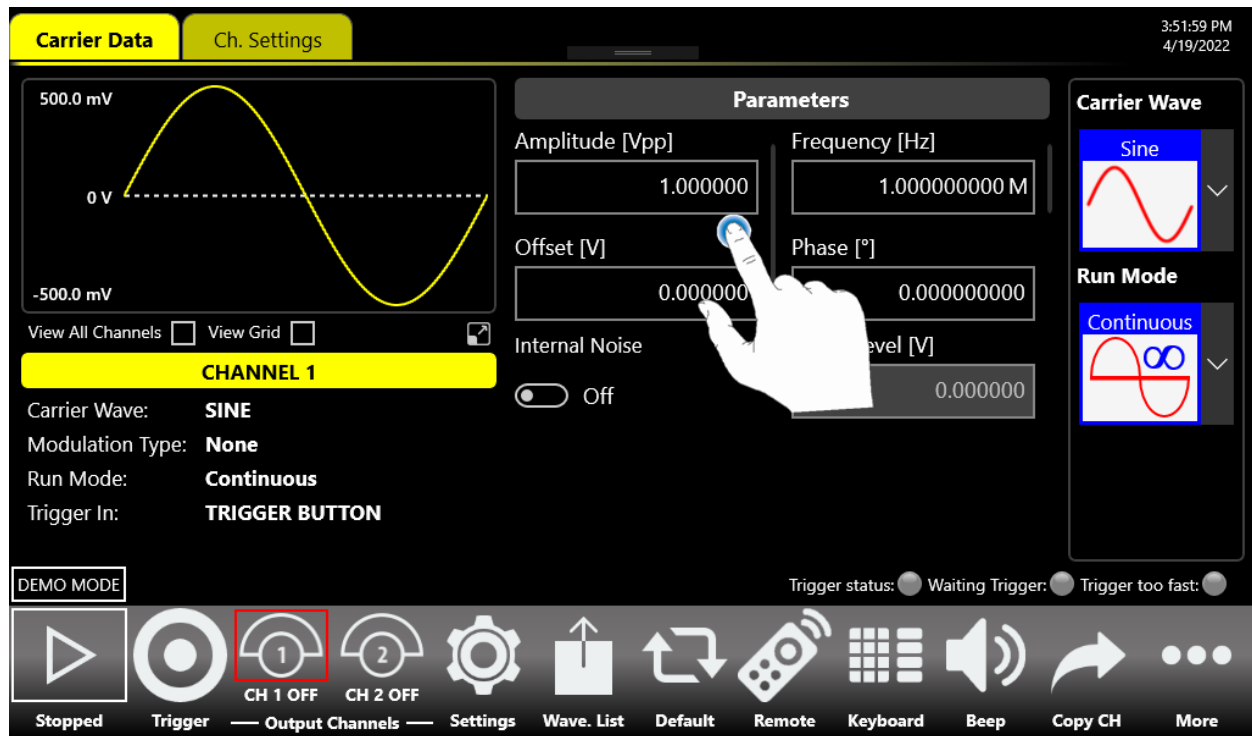 Carrier Data
Ch. Settings
3:51:59 PM
4/19/2022
500.0 mV
0 V
-500.0 mV
View All Channels
View Grid
CHANNEL 1
Carrier Wave: SINE
Modulation Type: None
Run Mode: Continuous
Trigger In: TRIGGER BUTTON
Parameters
Amplitude [Vpp]
1.000000
Frequency [Hz]
1.000000000 M
Offset [V]
0.000000
Phase [°]
0.000000000
Internal Noise
Off
[V]
0.000000
Carrier Wave
Sine
Run Mode
Continuous
∞
DEMO MODE
Trigger status: Waiting Trigger: Trigger too fast:
1
2
CH 1 OFF CH 2 OFF
Stopped Trigger Output Channels Settings Wave. List Default Remote Keyboard Beep Copy CH More